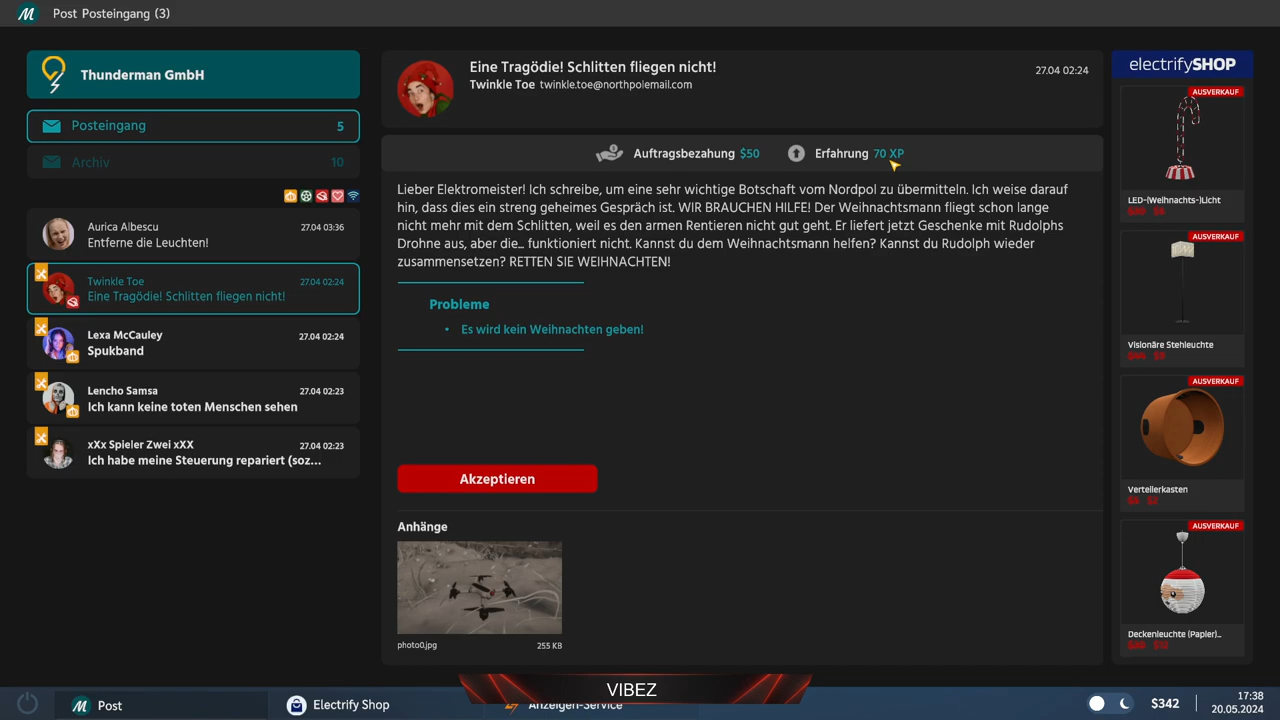 Post Posteingang (3)
Thunderman GmbH
Posteingang 5
Archiv 10
Aurica Albescu 27.04 03:36
Entferne die Leuchten!
Twinkle Toe 27.04 02:24
Eine Tragödie! Schlitten fliegen nicht!
Lexa McCauley 27.04 02:24
Spukband
Lencho Samsa 27.04 02:23
Ich kann keine toten Menschen sehen
xXx Spieler Zwei xXX 27.04 02:23
Ich habe meine Steuerung repariert (soz...
Eine Tragödie! Schlitten fliegen nicht!
27.04 02:24
Twinkle Toe twinkle.toe@northpolemail.com
Auftragsbezahung $50 Erfahrung 70 XP
Lieber Elektromeister! Ich schreibe, um eine sehr wichtige Botschaft vom Nordpol zu übermitteln. Ich weise darauf
hin, dass dies ein streng geheimes Gespräch ist. WIR BRAUCHEN HILFE! Der Weihnachtsmann fliegt schon lange
nicht mehr mit dem Schlitten, weil es den armen Rentieren nicht gut geht. Er liefert jetzt Geschenke mit Rudolphs
Drohne aus, aber die... funktioniert nicht. Kannst du dem Weihnachtsmann helfen? Kannst du Rudolph wieder
zusammensetzen? RETTEN SIE WEIHNACHTEN!
Probleme
• Es wird kein Weihnachten geben!
Akzeptieren
Anhänge
photo0.jpg 255 KB
electrifySHOP
AUSVERKAUF
LED-(Weihnachts-)Licht
AUSVERKAUF
Visionäre Stehleuchte
AUSVERKAUF
Verteilerkasten
AUSVERKAUF
Deckenleuchte (Papier)...
VIBEZ
Post
Electrify Shop
Anzeigen-Service
$342
17:38
20.05.2024